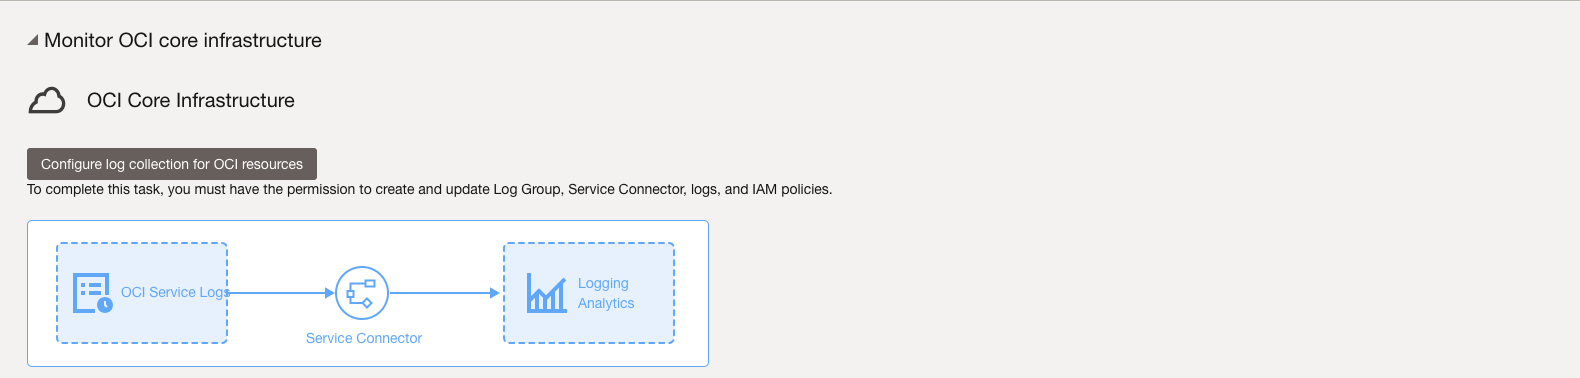 Monitor OCI core infrastructure
OCI Core Infrastructure
Configure log collection for OCI resources
To complete this task, you must have the permission to create and update Log Group, Service Connector, logs, and IAM policies.
OCI Service Logs
Service Connector
Logging
Analytics